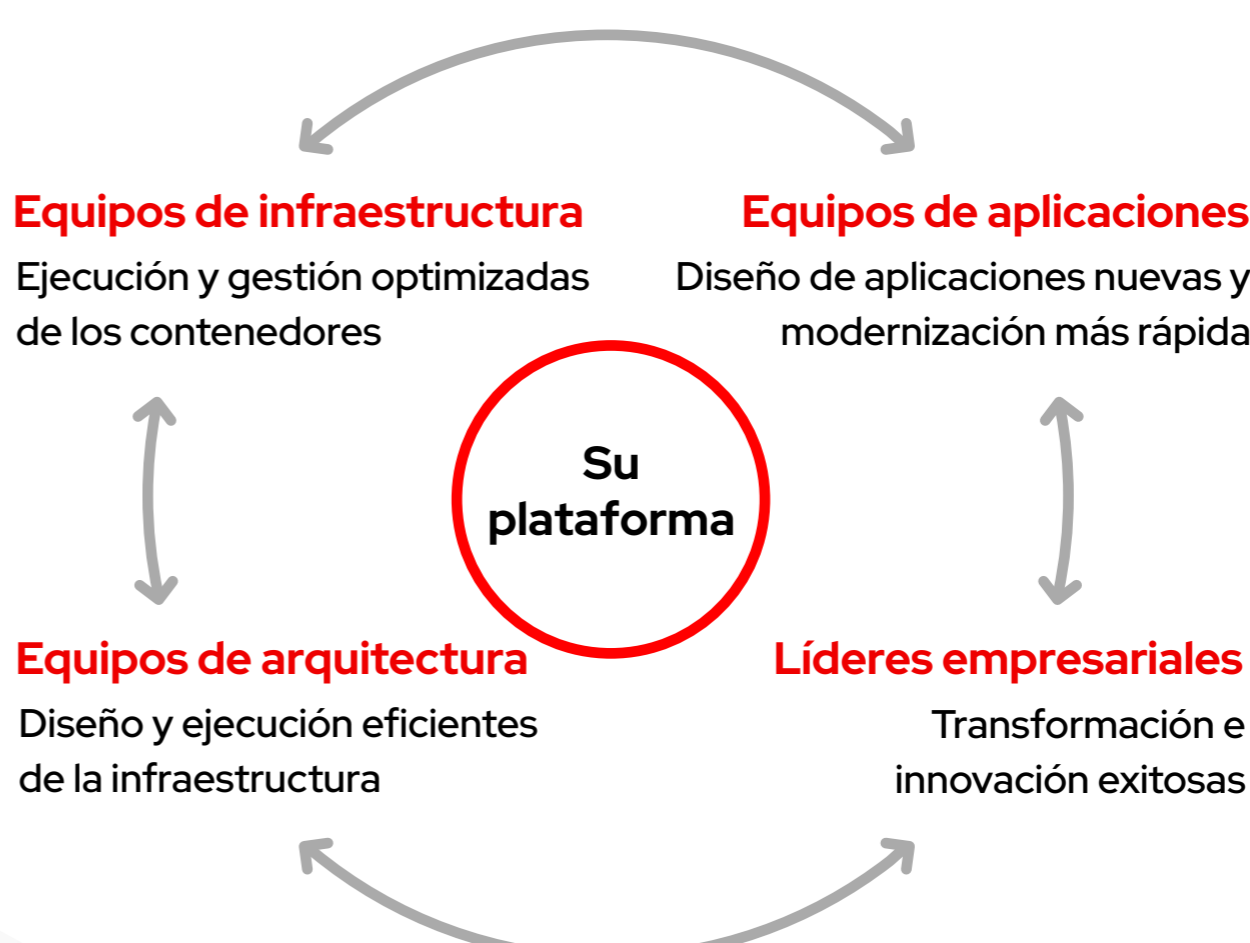 Equipos de infraestructura
Ejecución y gestión optimizadas
de los contenedores
Equipos de aplicaciones
Diseño de aplicaciones nuevas y
modernización más rápida
Su
plataforma
Equipos de arquitectura
Diseño y ejecución eficientes
de la infraestructura
Líderes empresariales
Transformación e
innovación exitosas